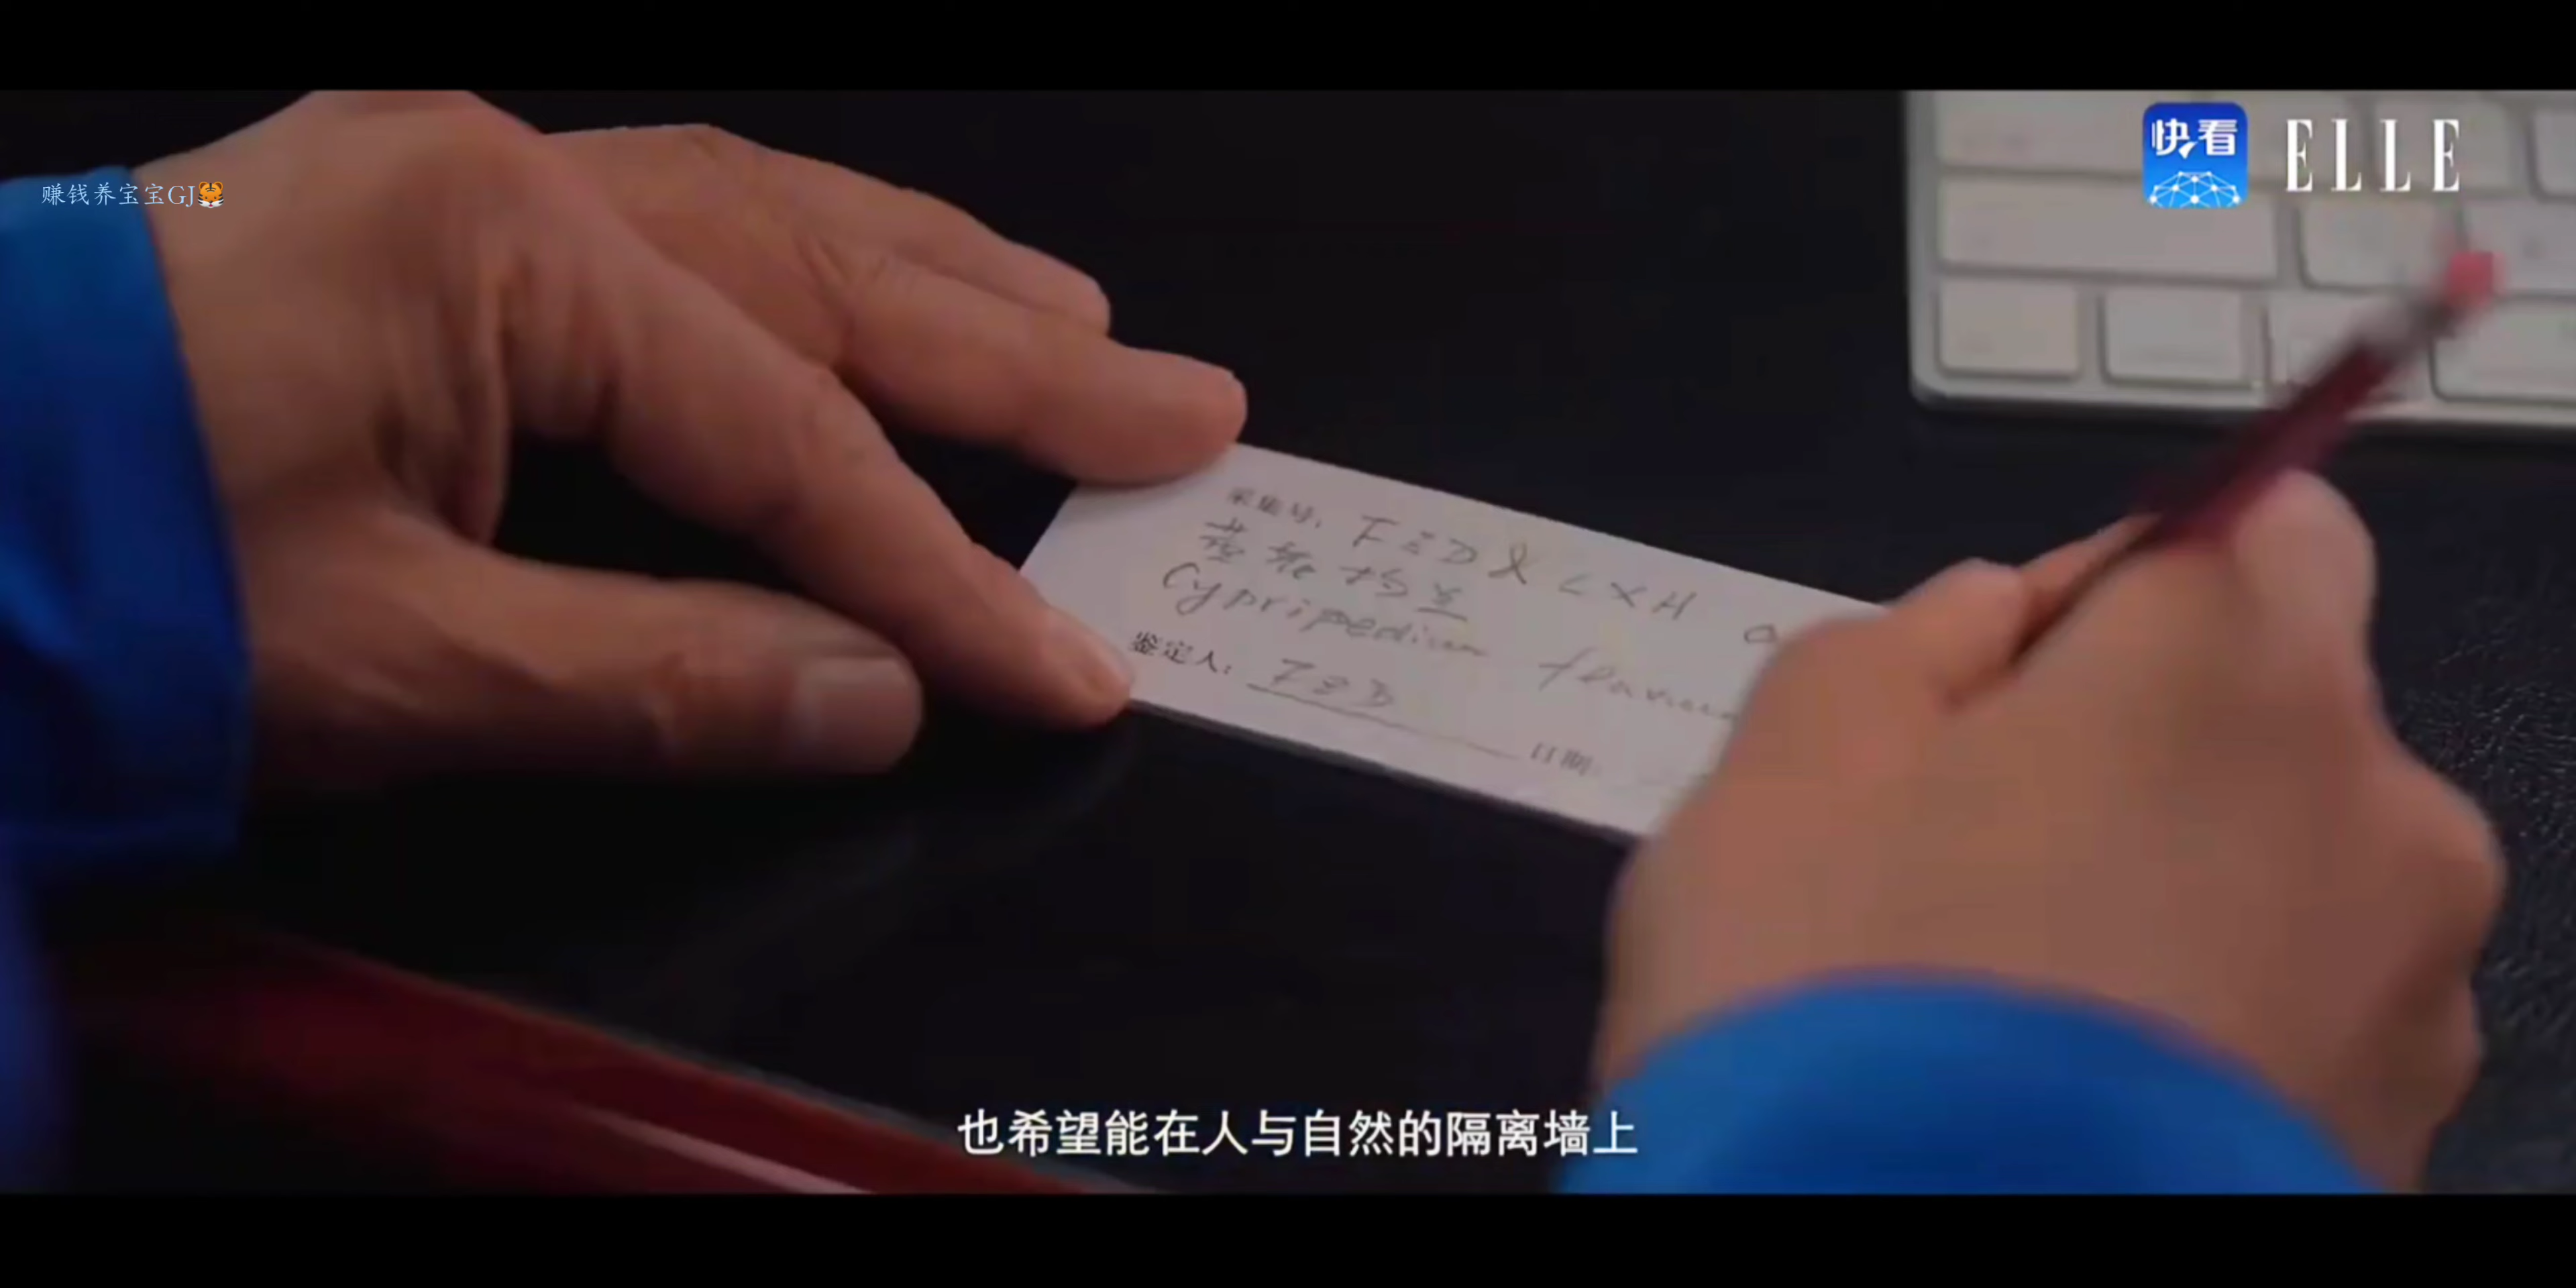 快看 ELLE
赚钱养宝宝GJ🐯
采集号: FZD & LXH 0
黄花杓兰
Cypripedium flavum
鉴定人: FZD 日期:
也希望能在人与自然的隔离墙上